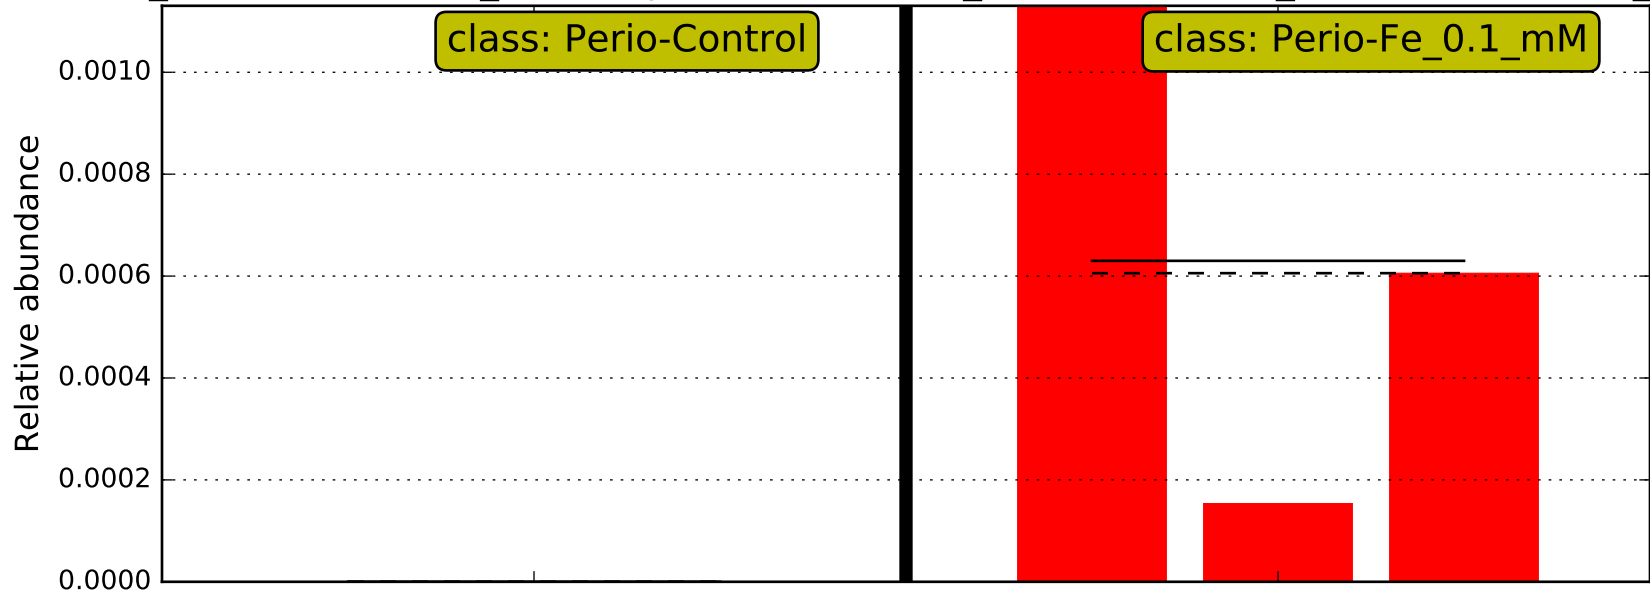 class: Perio-Control
class: Perio-Fe_0.1_mM
0.0010
0.0008
0.0006
0.0004
0.0002
0.0000
Relative abundance